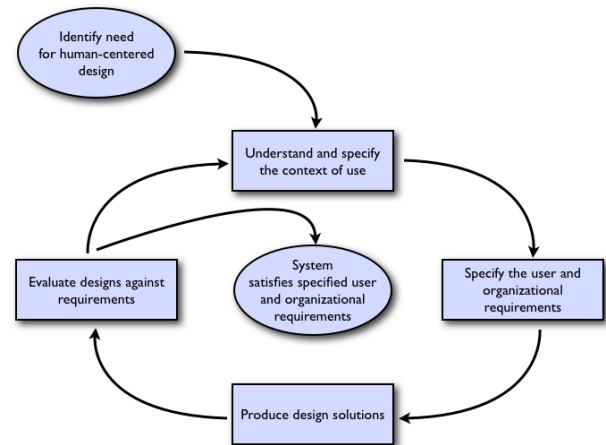 Identify need
for human-centered
design
Understand and specify
the context of use
Evaluate designs against
requirements
System
satisfies specified user
and organizational
requirements
Specify the user and
organizational
requirements
Produce design solutions